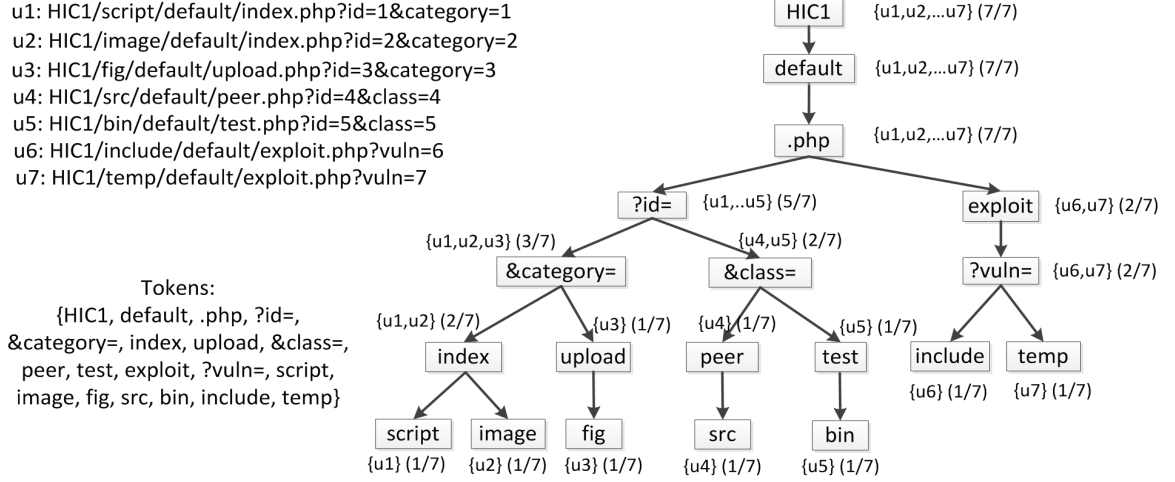 u1: HIC1/script/default/index.php?id=1&category=1
u2: HIC1/image/default/index.php?id=2&category=2
u3: HIC1/fig/default/upload.php?id=3&category=3
u4: HIC1/src/default/peer.php?id=4&class=4
u5: HIC1/bin/default/test.php?id=5&class=5
u6: HIC1/include/default/exploit.php?vuln=6
u7: HIC1/temp/default/exploit.php?vuln=7
Tokens:
{HIC1, default, .php, ?id=,
&category=, index, upload, &class=,
peer, test, exploit, ?vuln=, script,
image, fig, src, bin, include, temp}
HIC1 {u1,u2,...u7} (7/7)
default {u1,u2,...u7} (7/7)
.php {u1,u2,...u7} (7/7)
?id= {u1,..u5} (5/7) exploit {u6,u7} (2/7)
{u1,u2,u3} (3/7) {u4,u5} (2/7)
&category= &class= ?vuln= {u6,u7} (2/7)
{u1,u2} (2/7) {u3} (1/7) {u4} (1/7) {u5} (1/7)
index upload peer test include temp
{u6} (1/7) {u7} (1/7)
script image fig src bin
{u1} (1/7) {u2} (1/7) {u3} (1/7) {u4} (1/7) {u5} (1/7)